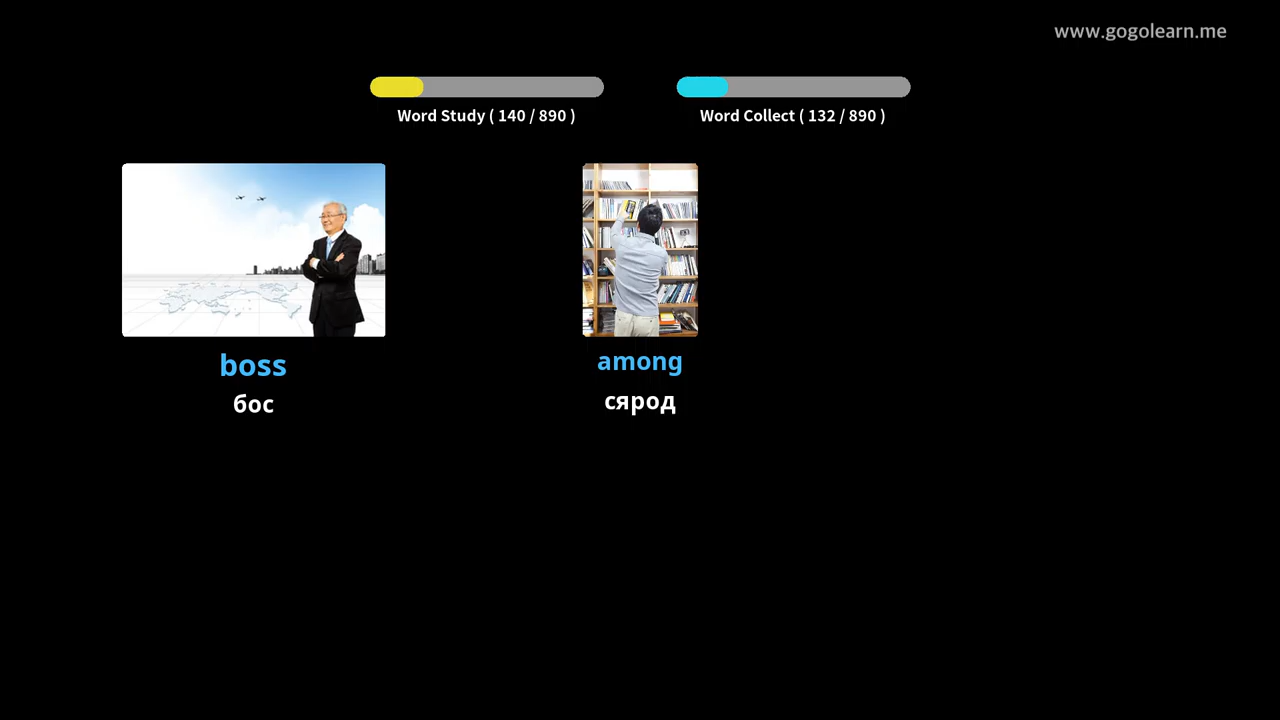 www.gogolearn.me
Word Study ( 140 / 890 )
Word Collect ( 132 / 890 )
boss
бос
among
сярод